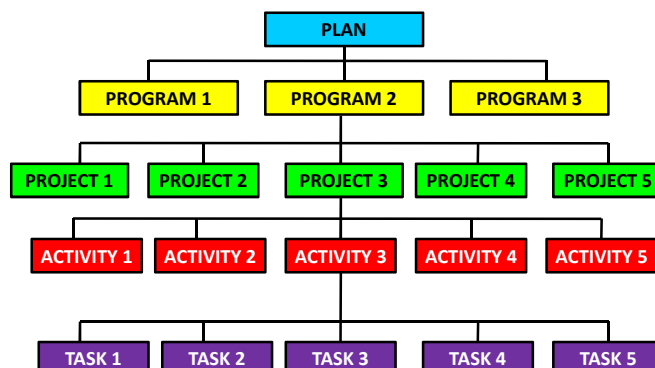 PLAN
PROGRAM 1 PROGRAM 2 PROGRAM 3
PROJECT 1 PROJECT 2 PROJECT 3 PROJECT 4 PROJECT 5
ACTIVITY 1 ACTIVITY 2 ACTIVITY 3 ACTIVITY 4 ACTIVITY 5
TASK 1 TASK 2 TASK 3 TASK 4 TASK 5